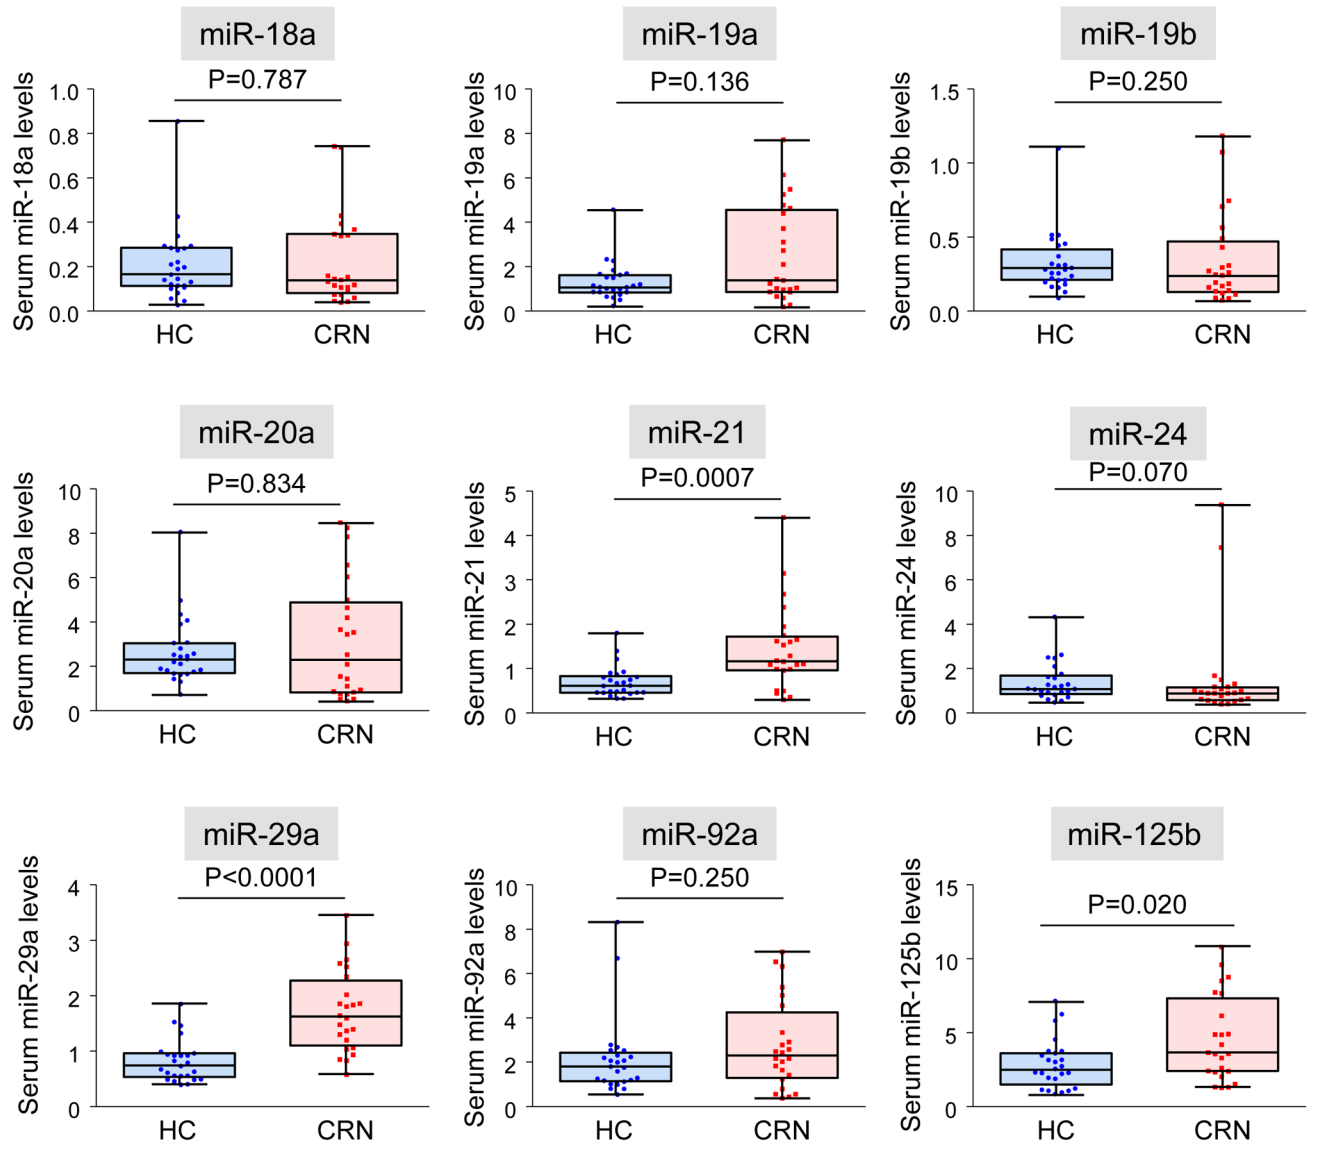 miR-18a
P=0.787
Serum miR-18a levels
1.0
0.8
0.6
0.4
0.2
0.0
HC
CRN
miR-19a
P=0.136
Serum miR-19a levels
10
8
6
4
2
0
HC
CRN
miR-19b
P=0.250
Serum miR-19b levels
1.5
1.0
0.5
0.0
HC
CRN
miR-20a
P=0.834
Serum miR-20a levels
10
8
6
4
2
0
HC
CRN
miR-21
P=0.0007
Serum miR-21 levels
5
4
3
2
1
0
HC
CRN
miR-24
P=0.070
Serum miR-24 levels
10
8
6
4
2
0
HC
CRN
miR-29a
P<0.0001
Serum miR-29a levels
4
3
2
1
0
HC
CRN
miR-92a
P=0.250
Serum miR-92a levels
10
8
6
4
2
0
HC
CRN
miR-125b
P=0.020
Serum miR-125b levels
15
10
5
0
HC
CRN